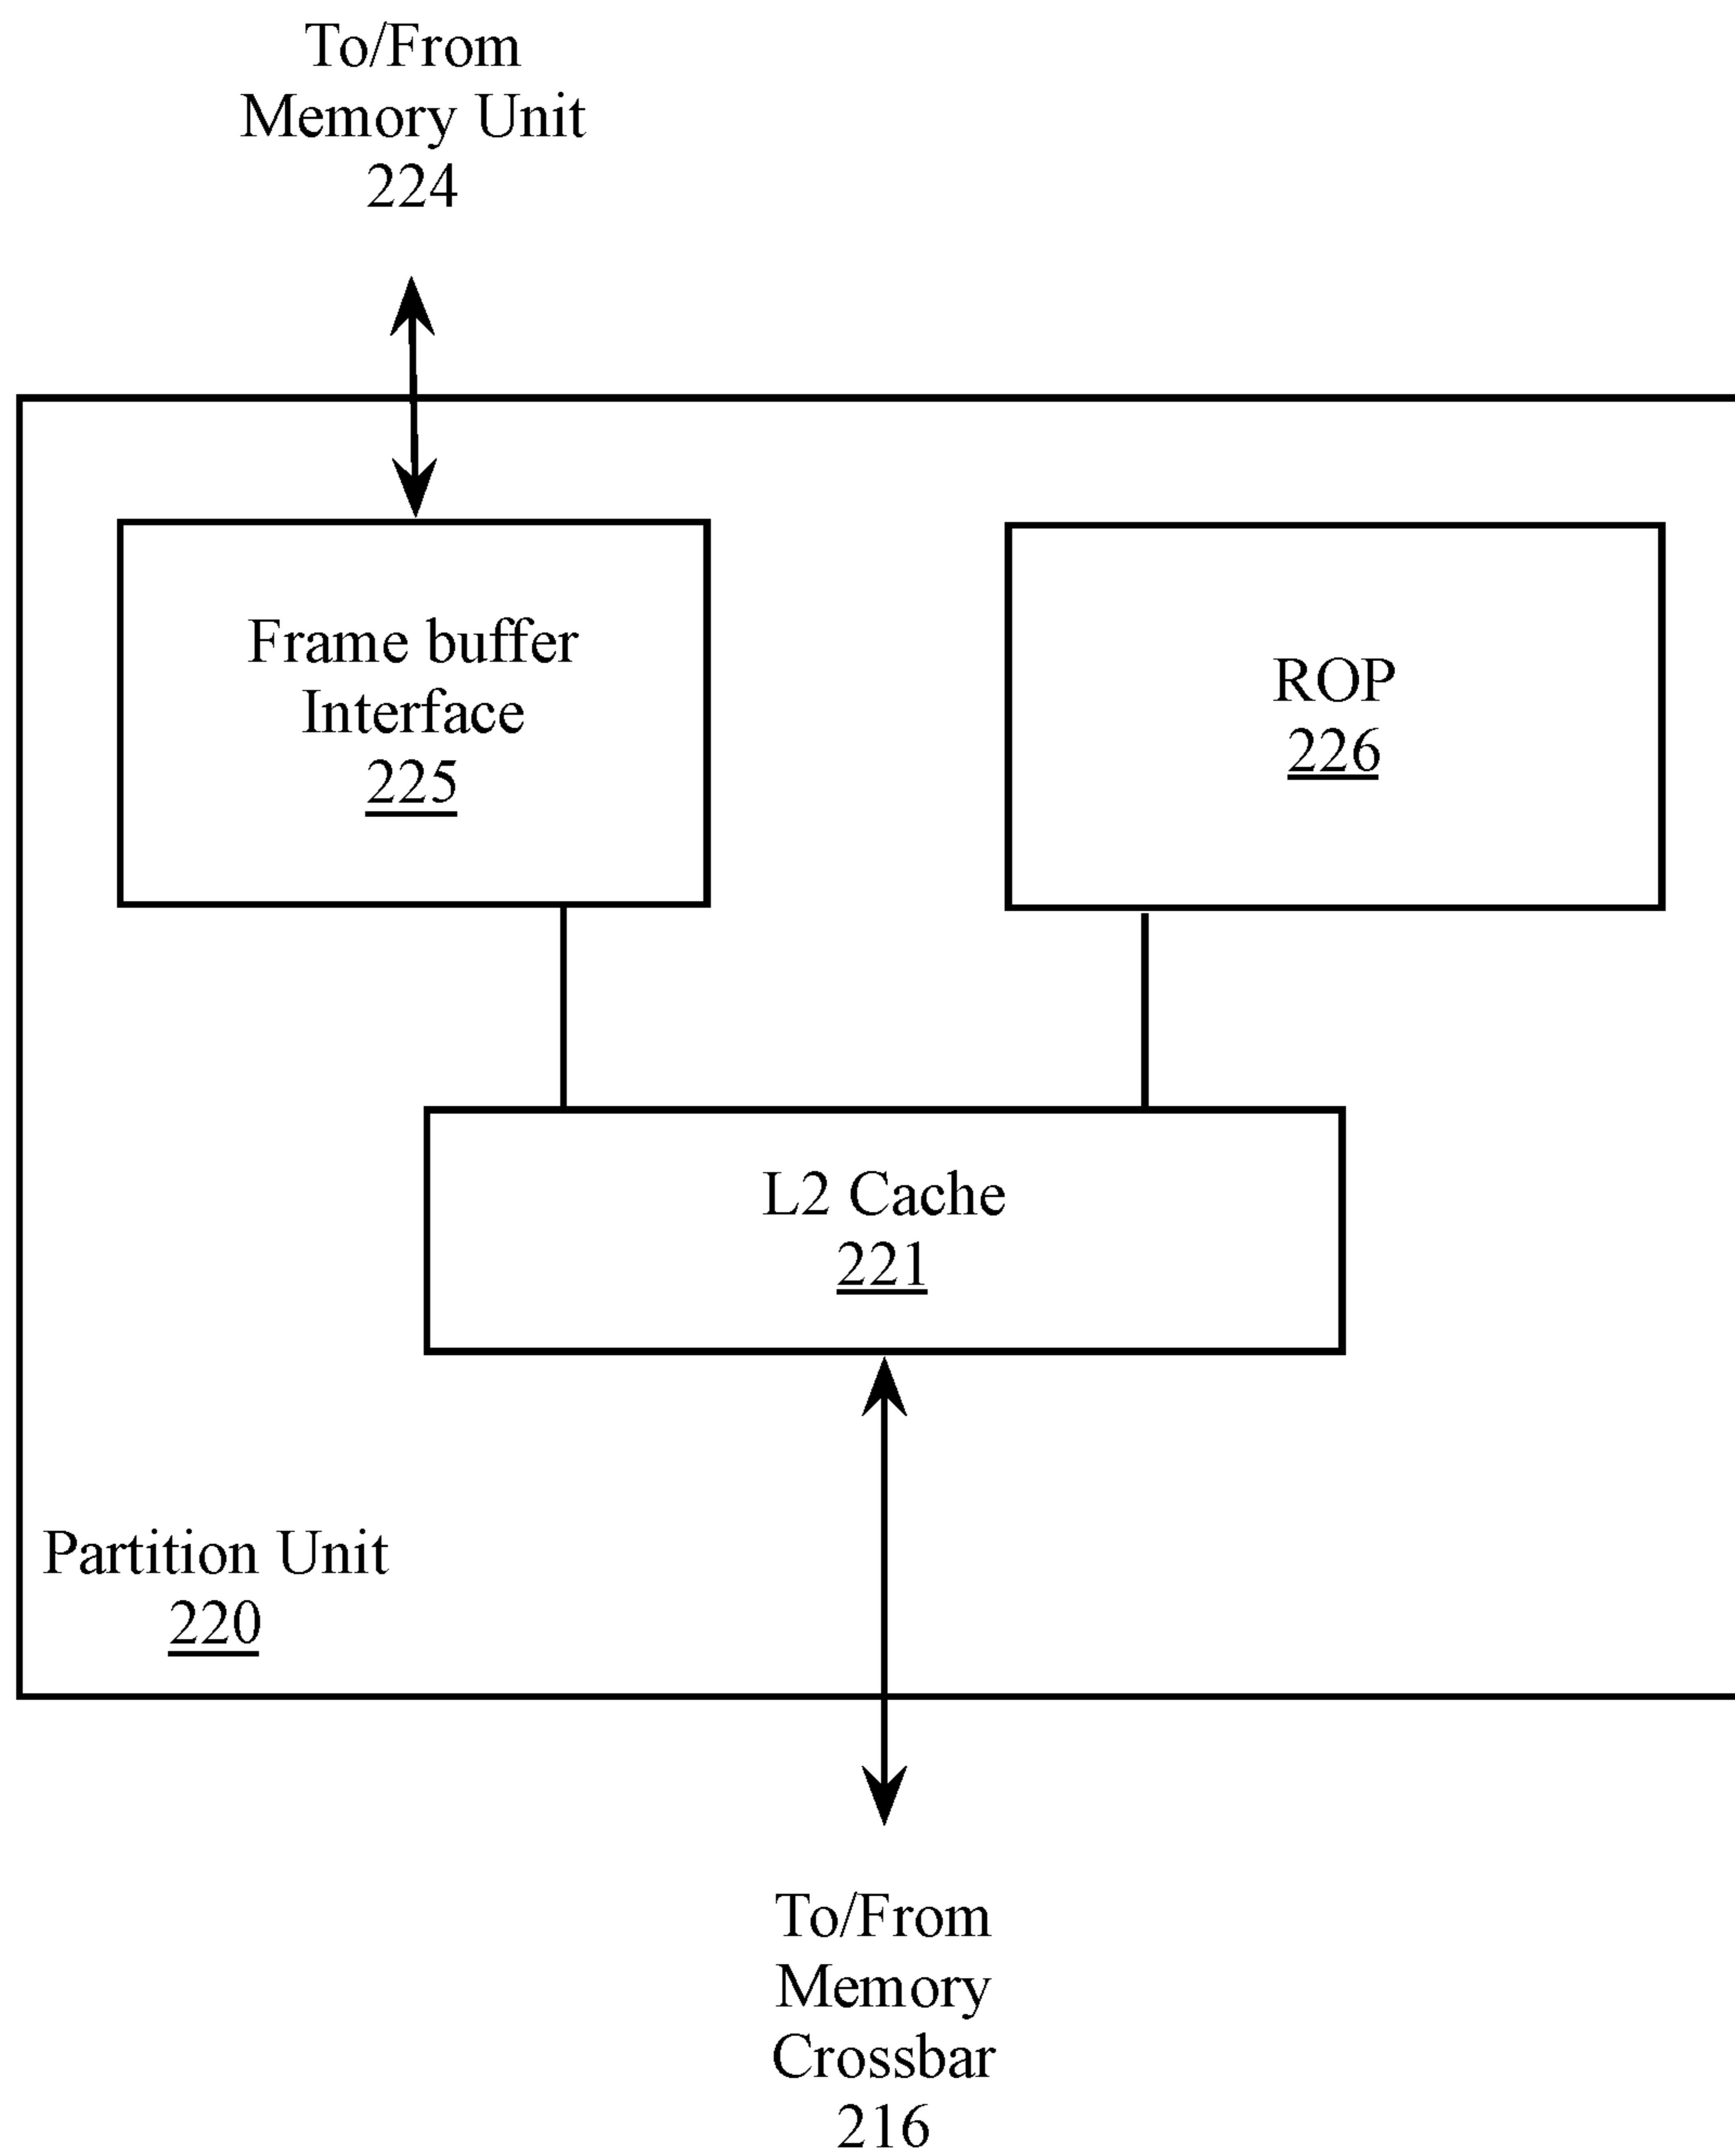 To/From
Memory Unit
224
Frame buffer
Interface
225
ROP
226
L2 Cache
221
Partition Unit
220
To/From
Memory
Crossbar
216